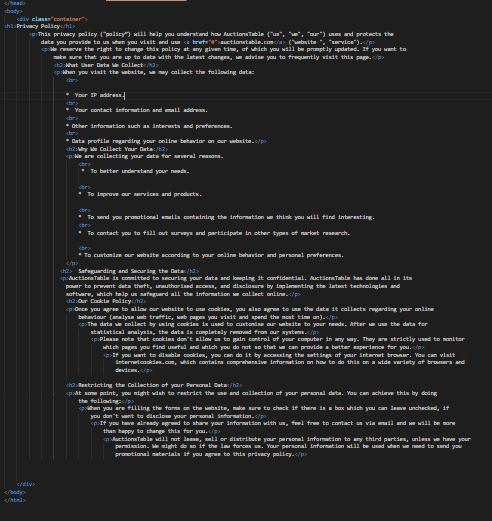 </head>
<body>
<div class="container">
<h1>Privacy Policy</h1>
<p>This privacy policy ("policy") will help you understand how AuctionsTable ("us", "we", "our") uses and protects the
data you provide to us when you visit and use <a href="#">auctionstable.com</a> ("website ", "service").</p>
<p>We reserve the right to change this policy at any given time, of which you will be promptly updated. If you want to
make sure that you are up to date with the latest changes, we advise you to frequently visit this page.</p>
<h2>What User Data We Collect</h2>
<p>When you visit the website, we may collect the following data:
<br>
* Your IP address.
<br>
* Your contact information and email address.
<br>
* Other information such as interests and preferences.
<br>
* Data profile regarding your online behavior on our website.</p>
<h2>Why We Collect Your Data</h2>
<p>We are collecting your data for several reasons.
<br>
* To better understand your needs.
<br>
* To improve our services and products.
<br>
* To send you promotional emails containing the information we think you will find interesting.
<br>
* To contact you to fill out surveys and participate in other types of market research.
<br>
* To customize our website according to your online behavior and personal preferences.
</p>
<h2> Safeguarding and Securing the Data</h2>
<p>AuctionsTable is committed to securing your data and keeping it confidential. AuctionsTable has done all in its
power to prevent data theft, unauthorised access, and disclosure by implementing the latest technologies and
software, which help us safeguard all the information we collect online.</p>
<h2>Our Cookie Policy</h2>
<p>Once you agree to allow our website to use cookies, you also agree to use the data it collects regarding your online
behaviour (analyse web traffic, web pages you visit and spend the most time on).</p>
<p>The data we collect by using cookies is used to customise our website to your needs. After we use the data for
statistical analysis, the data is completely removed from our systems.</p>
<p>Please note that cookies don't allow us to gain control of your computer in any way. They are strictly used to monitor
which pages you find useful and which you do not so that we can provide a better experience for you.</p>
<p>If you want to disable cookies, you can do it by accessing the settings of your internet browser. You can visit
internetcookies.com, which contains comprehensive information on how to do this on a wide variety of browsers and
devices.</p>
<h2>Restricting the Collection of your Personal Data</h2>
<p>At some point, you might wish to restrict the use and collection of your personal data. You can achieve this by doing
the following:</p>
<p>When you are filling the forms on the website, make sure to check if there is a box which you can leave unchecked, if
you don't want to disclose your personal information.</p>
<p>If you have already agreed to share your information with us, feel free to contact us via email and we will be more
than happy to change this for you.</p>
<p>AuctionsTable will not lease, sell or distribute your personal information to any third parties, unless we have your
permission. We might do so if the law forces us. Your personal information will be used when we need to send you
promotional materials if you agree to this privacy policy.</p>
</div>
</body>
</html>